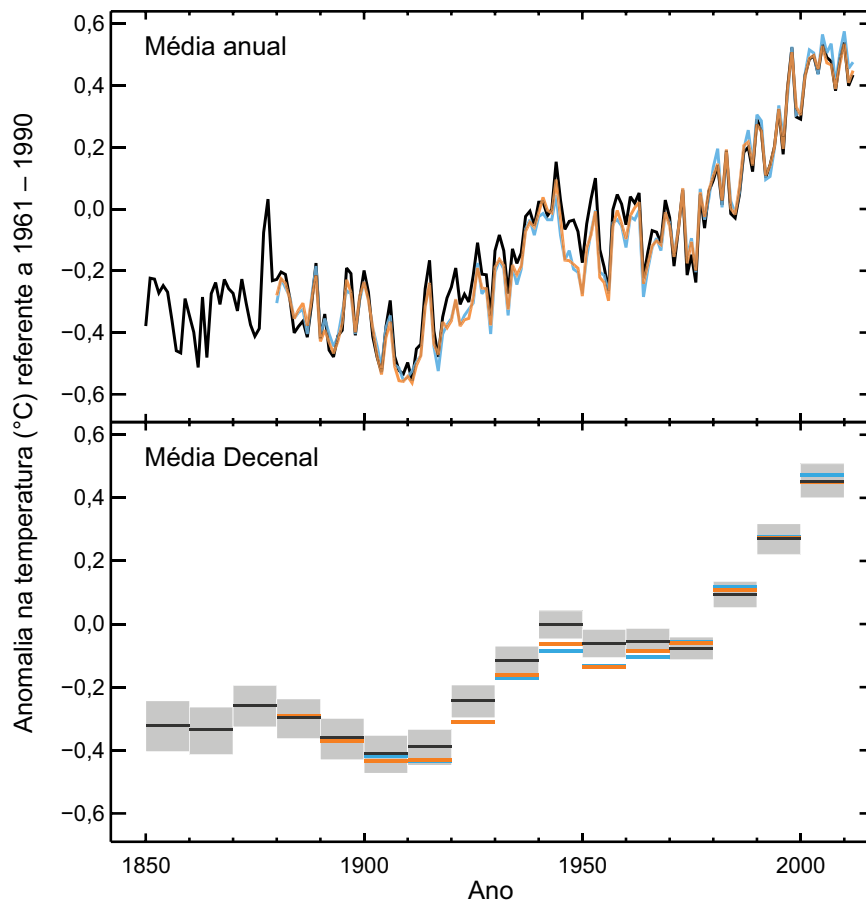 Anomalia na temperatura (°C) referente a 1961 – 1990
Média anual
0,6
0,4
0,2
0,0
−0,2
−0,4
−0,6
Média Decenal
0,6
0,4
0,2
0,0
−0,2
−0,4
−0,6
1850 1900 1950 2000
Ano